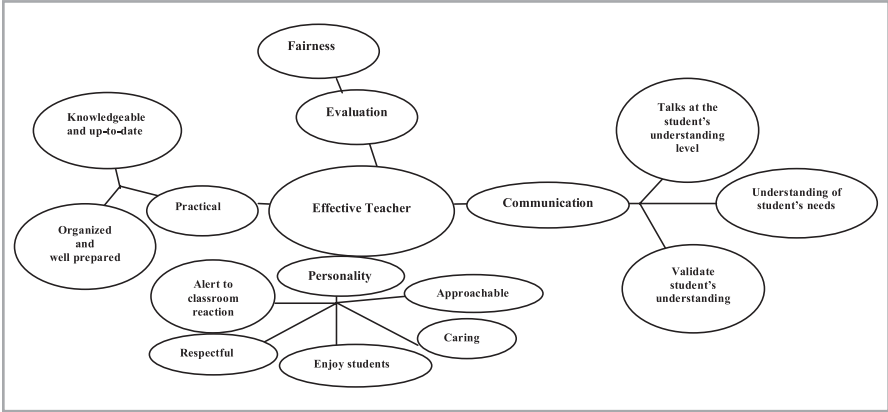 Fairness
Evaluation
Knowledgeable
and up-to-date
Practical
Organized
and
well prepared
Effective Teacher
Communication
Talks at the
student's
understanding
level
Understanding of
student's needs
Validate
student's
understanding
Personality
Alert to
classroom
reaction
Approachable
Respectful
Enjoy students
Caring